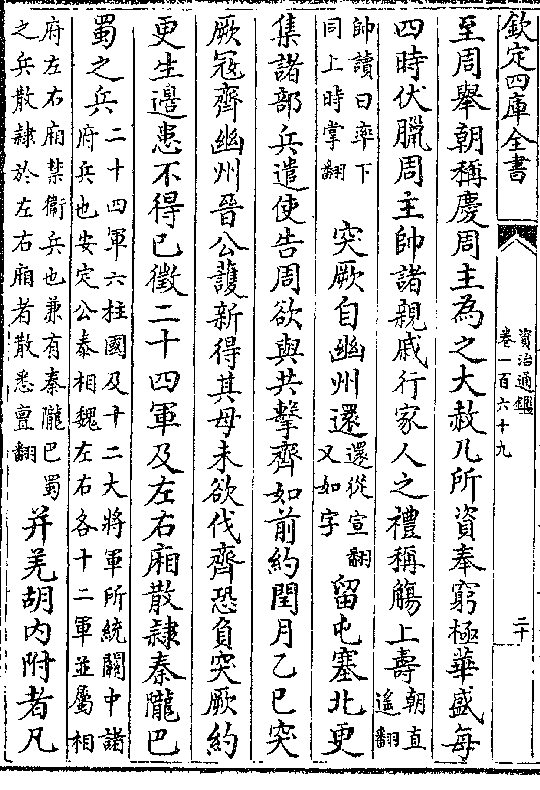 欽定四庫全書
資治通鑑
卷一百六十九
二十
至周舉朝稱慶周主為之大赦凡所資奉窮極華盛每
四時伏臘周主帥諸親戚行家人之禮稱觴上壽朝直遥翻
帥讀曰率下同上時掌翻突厥自幽州還還從宣翻又如字留屯塞北更
集諸部兵遣使告周欲與共擊齊如前約閏月乙巳突
厥寇齊幽州晉公護新得其母未欲伐齊恐負突厥約
更生邊患不得已徵二十四軍及左右廂散隸秦隴巴
蜀之兵二十四軍六柱國及十二大將軍所統關中諸府兵也安定公泰相魏左右各十二軍並屬相
府左右廂禁衞兵也兼有秦隴巴蜀之兵散隸於左右廂者散悉亶翻并羌胡内附者凡